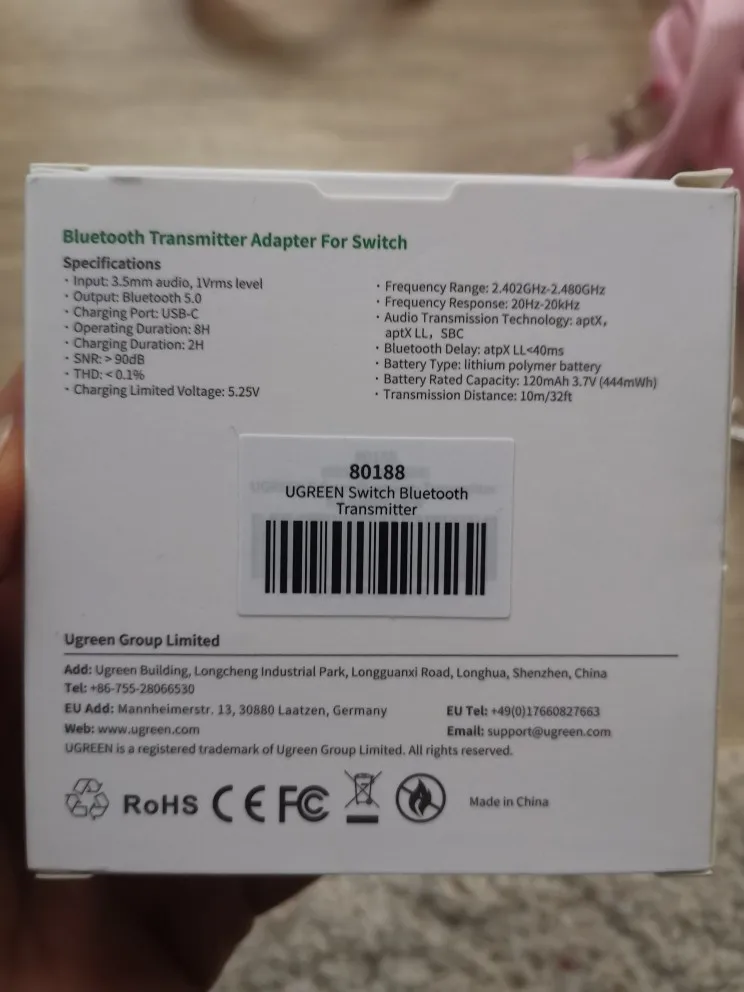 Bluetooth Transmitter Adapter For Switch
Specifications
· Input: 3.5mm audio, 1Vrms level
· Output: Bluetooth 5.0
· Charging Port: USB-C
· Operating Duration: 8H
· Charging Duration: 2H
· SNR: > 90dB
· THD: < 0.1%
· Charging Limited Voltage: 5.25V
· Frequency Range: 2.402GHz-2.480GHz
· Frequency Response: 20Hz-20kHz
· Audio Transmission Technology: aptX,
aptX LL, SBC
· Bluetooth Delay: atpX LL<40ms
· Battery Type: lithium polymer battery
· Battery Rated Capacity: 120mAh 3.7V (444mWh)
· Transmission Distance: 10m/32ft
80188
UGREEN Switch Bluetooth
Transmitter
Ugreen Group Limited
Add: Ugreen Building, Longcheng Industrial Park, Longguanxi Road, Longhua, Shenzhen, China
Tel: +86-755-28066530
EU Add: Mannheimerstr. 13, 30880 Laatzen, Germany
EU Tel: +49(0)17660827663
Web: www.ugreen.com
Email: support@ugreen.com
UGREEN is a registered trademark of Ugreen Group Limited. All rights reserved.
RoHS CE FC Made in China